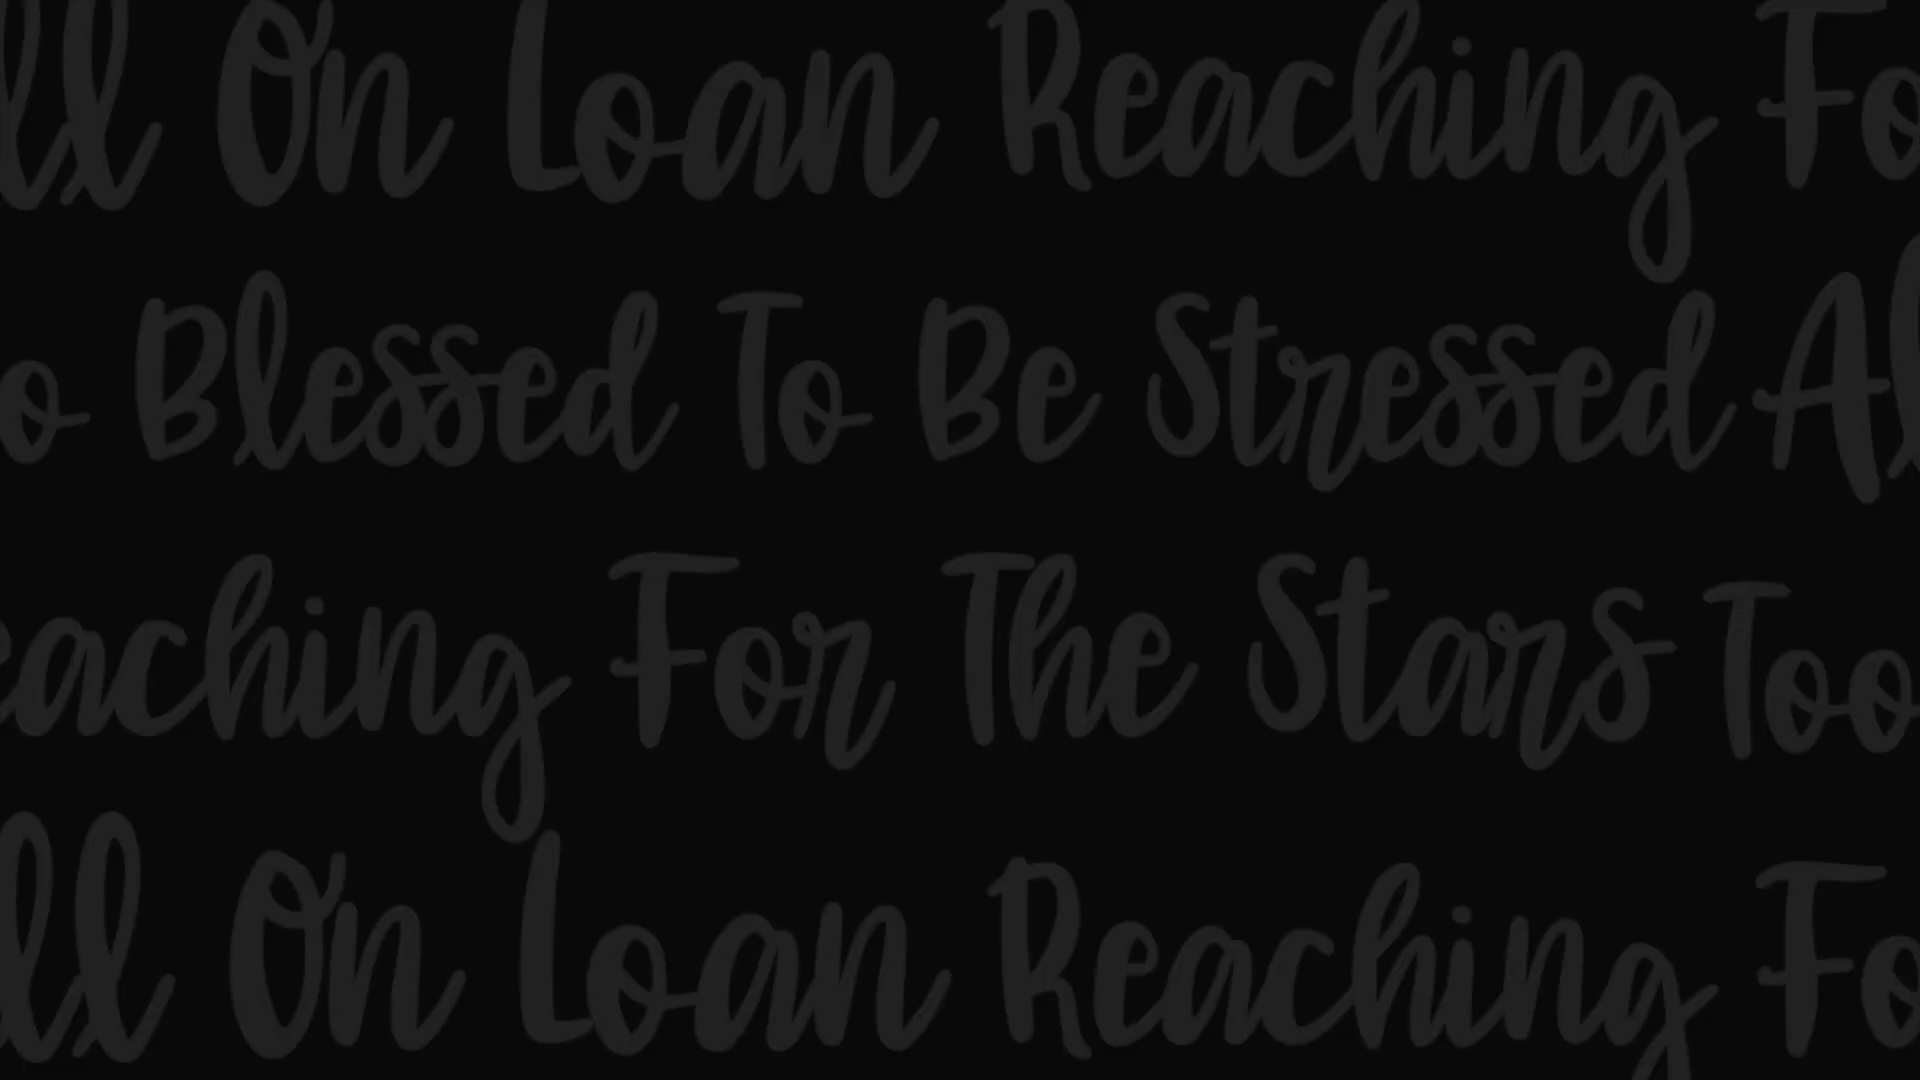 ll On Loan Reaching Fo
o Blessed To Be Stressed Al
eaching For The Stars Too
ll On Loan Reaching Fo